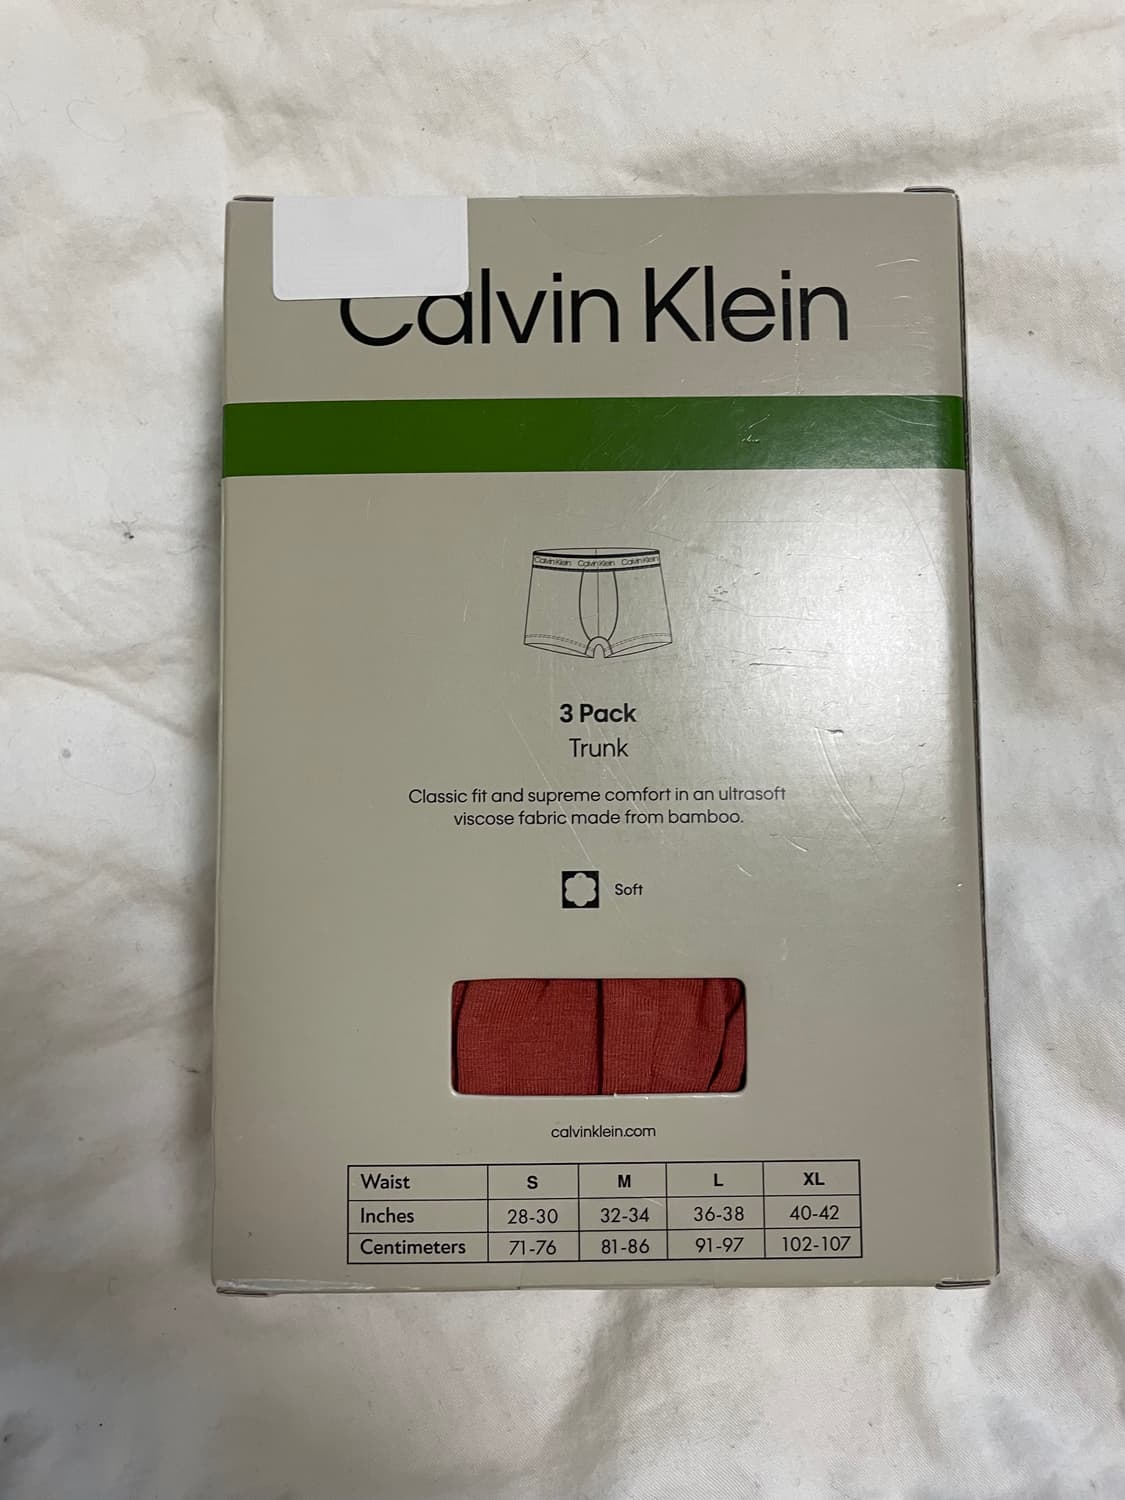 Calvin Klein
Calvin Klein Calvin Klein Calvin Klein
3 Pack
Trunk
Classic fit and supreme comfort in an ultrasoft
viscose fabric made from bamboo.
Soft
calvinklein.com
Waist S M L XL
Inches 28-30 32-34 36-38 40-42
Centimeters 71-76 81-86 91-97 102-107